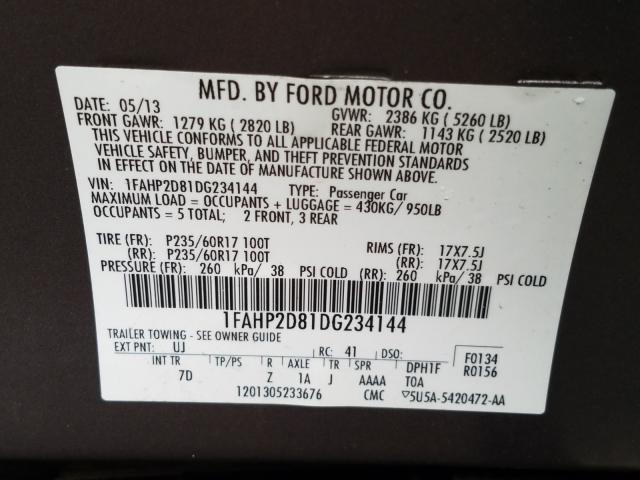 MFD. BY FORD MOTOR CO.
DATE: 05/13 GVWR: 2386 KG ( 5260 LB)
FRONT GAWR: 1279 KG ( 2820 LB) REAR GAWR: 1143 KG ( 2520 LB)
THIS VEHICLE CONFORMS TO ALL APPLICABLE FEDERAL MOTOR
VEHICLE SAFETY, BUMPER, AND THEFT PREVENTION STANDARDS
IN EFFECT ON THE DATE OF MANUFACTURE SHOWN ABOVE.
VIN: 1FAHP2D81DG234144 TYPE: Passenger Car
MAXIMUM LOAD = OCCUPANTS + LUGGAGE = 430KG/ 950LB
OCCUPANTS = 5 TOTAL; 2 FRONT, 3 REAR
TIRE (FR): P235/60R17 100T RIMS (FR): 17X7.5J
(RR): P235/60R17 100T (RR): 17X7.5J
PRESSURE (FR): 260 kPa/ 38 PSI COLD (RR): 260 kPa/ 38 PSI COLD
1FAHP2D81DG234144
TRAILER TOWING - SEE OWNER GUIDE
EXT PNT: UJ RC: 41 DSO: F0134
INT TR TP/PS R AXLE TR SPR DPH1F R0156
7D Z 1A J AAAA TOA
1201305233676 CMC ▽5U5A-5420472-AA